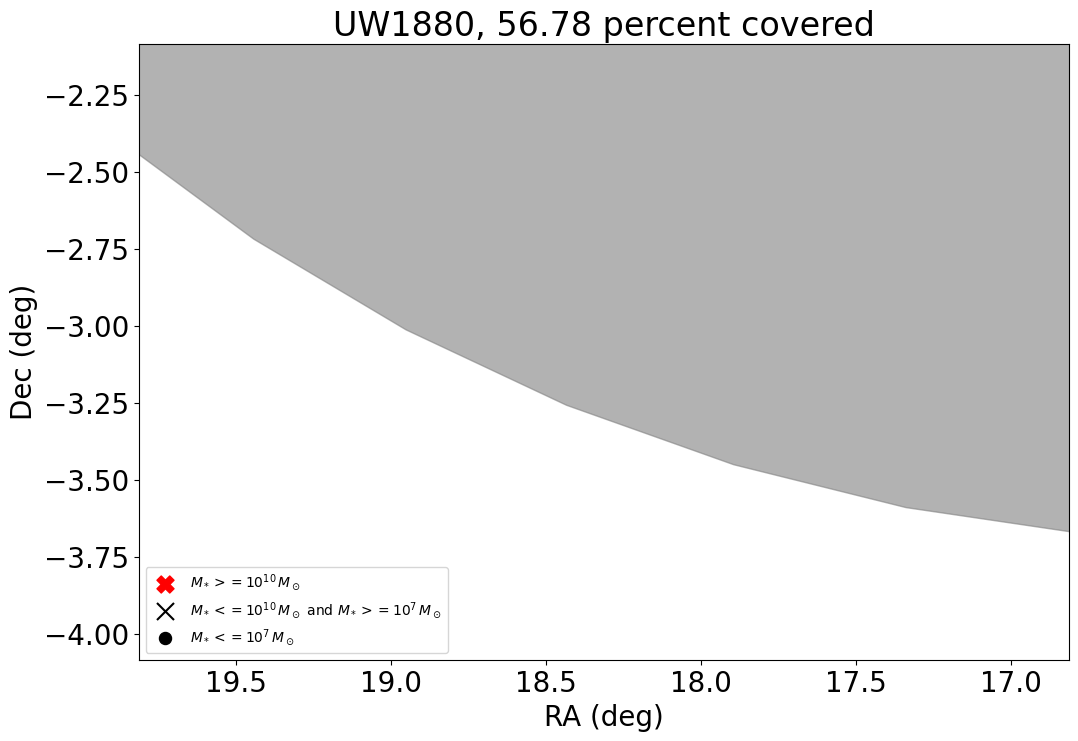 UW1880, 56.78 percent covered
−2.25
−2.50
−2.75
−3.00
−3.25
−3.50
−3.75
−4.00
Dec (deg)
M* >= 10^10 M⊙
M* <= 10^10 M⊙ and M* >= 10^7 M⊙
M* <= 10^7 M⊙
19.5 19.0 18.5 18.0 17.5 17.0
RA (deg)